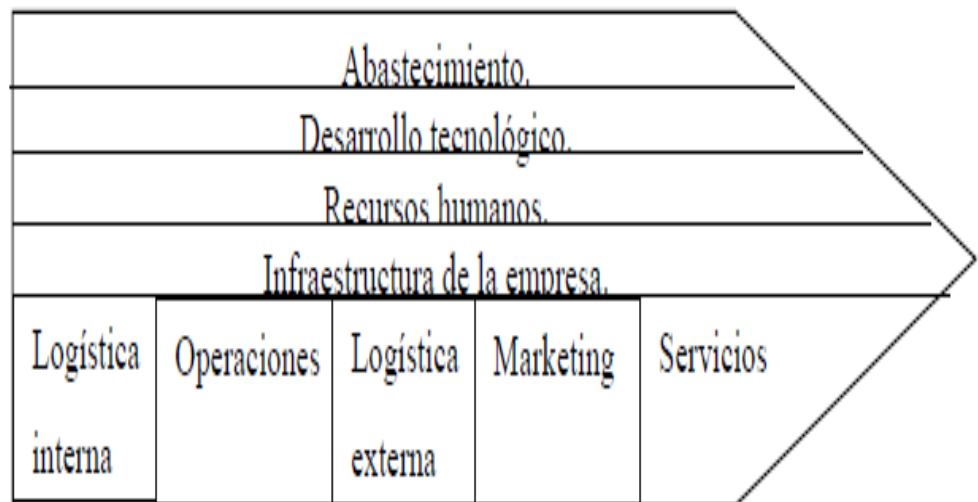 Abastecimiento.
Desarrollo tecnológico.
Recursos humanos.
Infraestructura de la empresa.
Logística
interna
Operaciones
Logística
externa
Marketing
Servicios